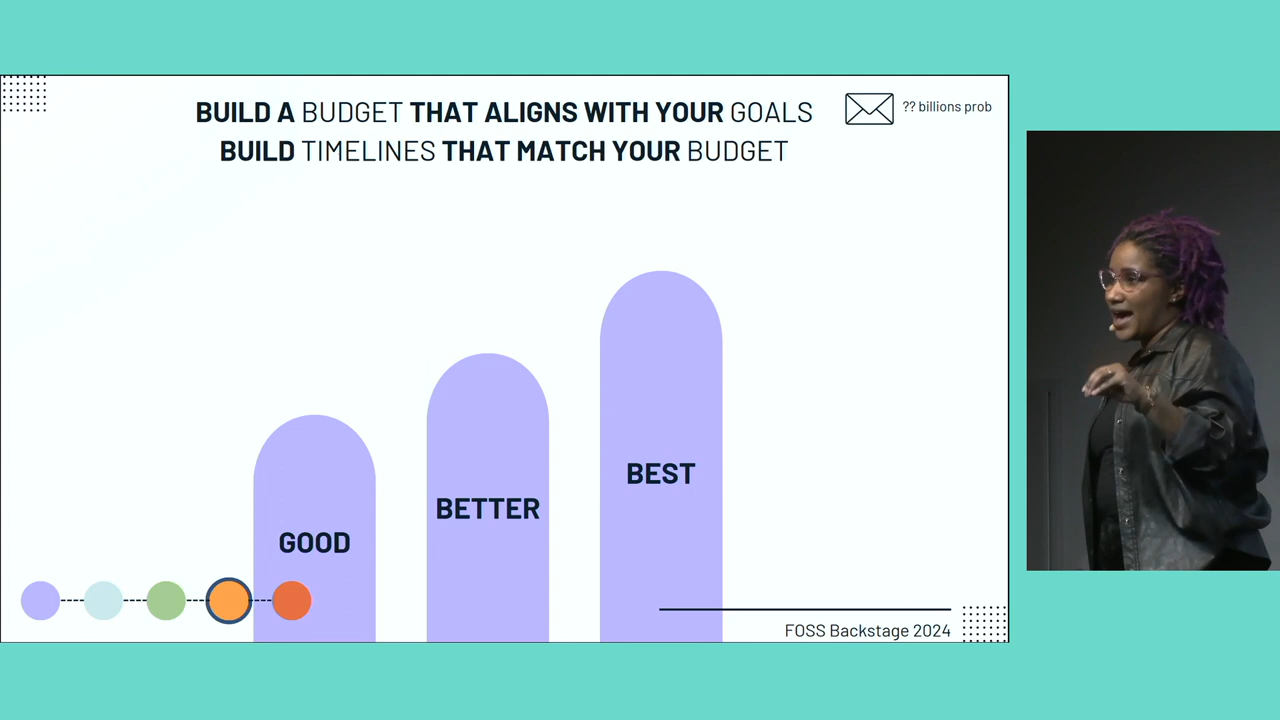 BUILD A BUDGET THAT ALIGNS WITH YOUR GOALS
BUILD TIMELINES THAT MATCH YOUR BUDGET
?? billions prob
BEST
BETTER
GOOD
FOSS Backstage 2024